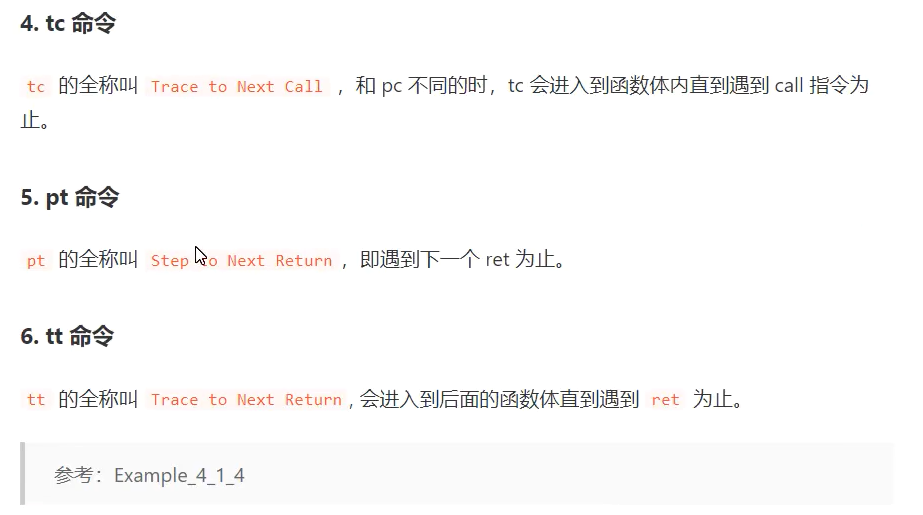 4. tc 命令
tc 的全称叫 Trace to Next Call ，和 pc 不同的时，tc 会进入到函数体内直到遇到 call 指令为
止。
5. pt 命令
pt 的全称叫 Step to Next Return ，即遇到下一个 ret 为止。
6. tt 命令
tt 的全称叫 Trace to Next Return , 会进入到后面的函数体直到遇到 ret 为止。
参考：Example_4_1_4